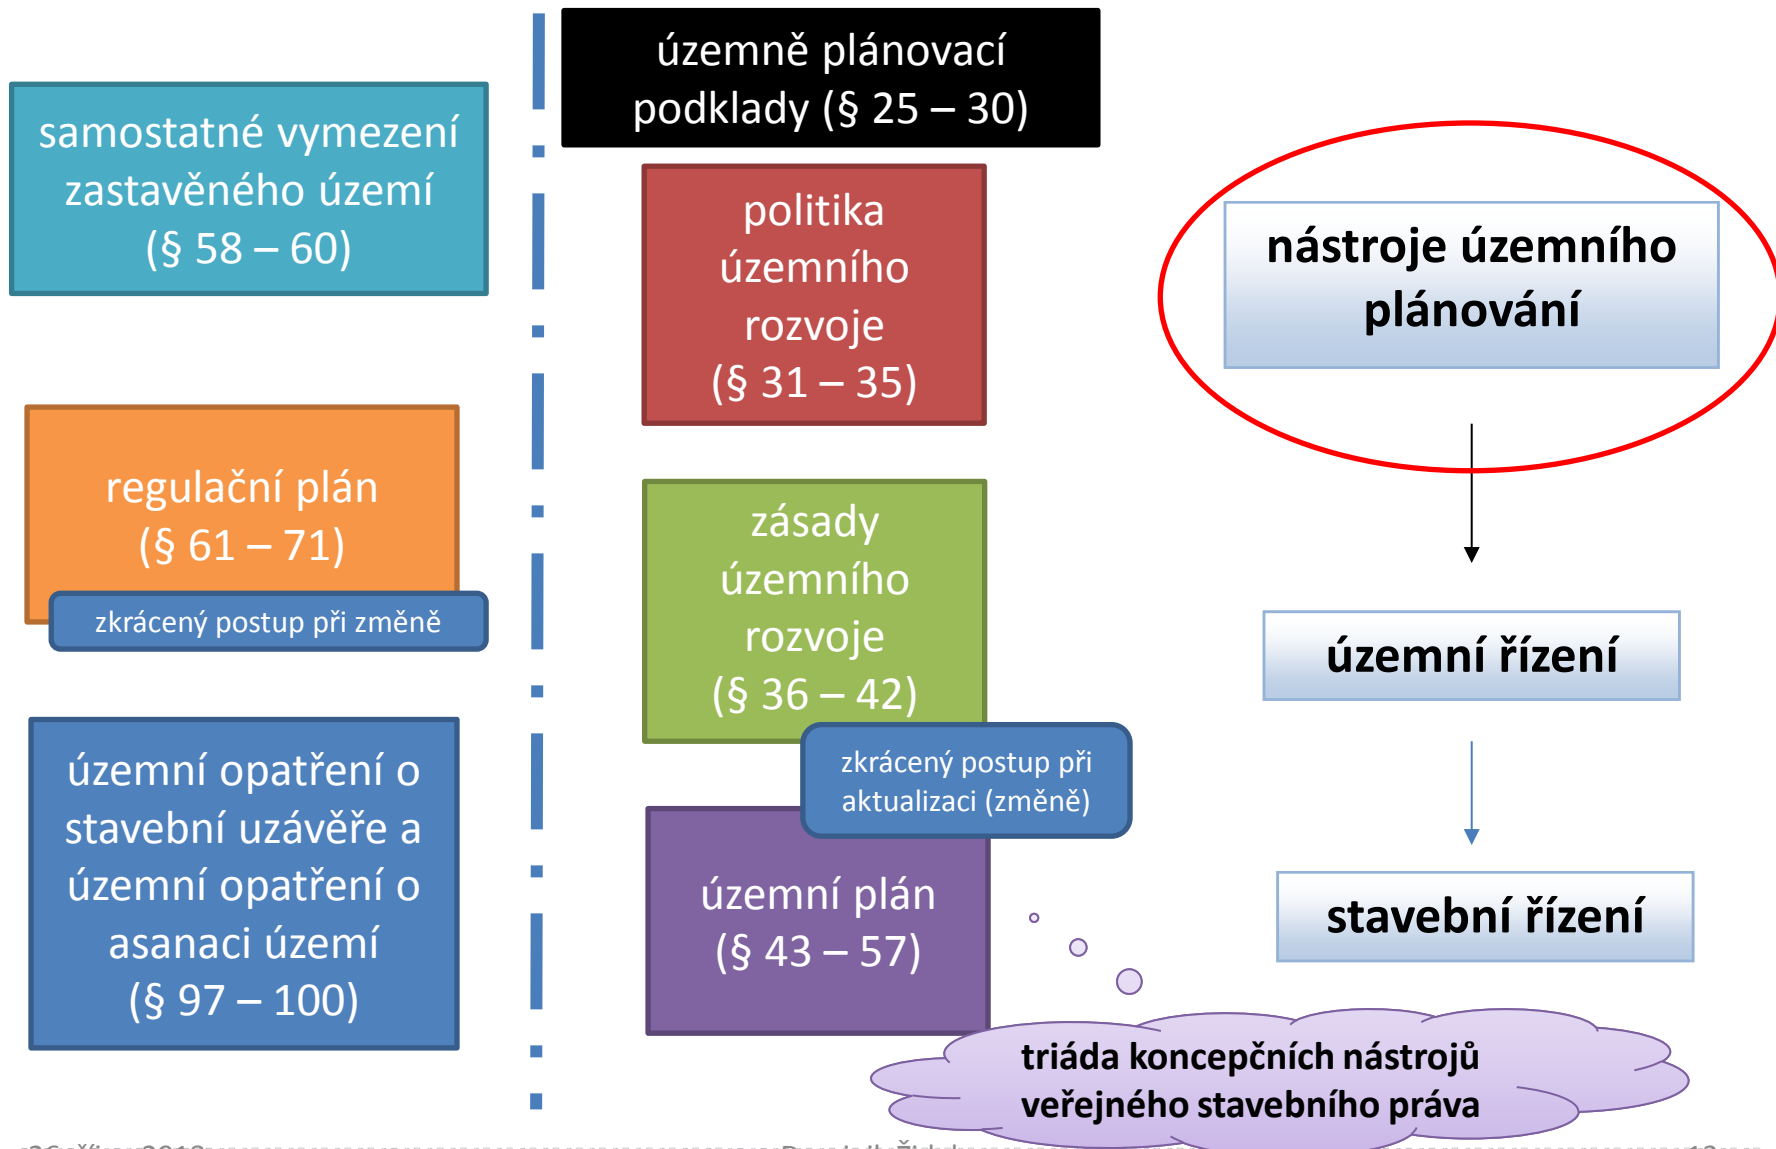 územně plánovací
podklady (§ 25 – 30)
samostatné vymezení
zastavěného území
(§ 58 – 60)
politika
územního
rozvoje
(§ 31 – 35)
nástroje územního
plánování
regulační plán
(§ 61 – 71)
zkrácený postup při změně
zásady
územního
rozvoje
(§ 36 – 42)
zkrácený postup při
aktualizaci (změně)
územní řízení
územní opatření o
stavební uzávěře a
územní opatření o
asanaci území
(§ 97 – 100)
územní plán
(§ 43 – 57)
stavební řízení
triáda koncepčních nástrojů
veřejného stavebního práva